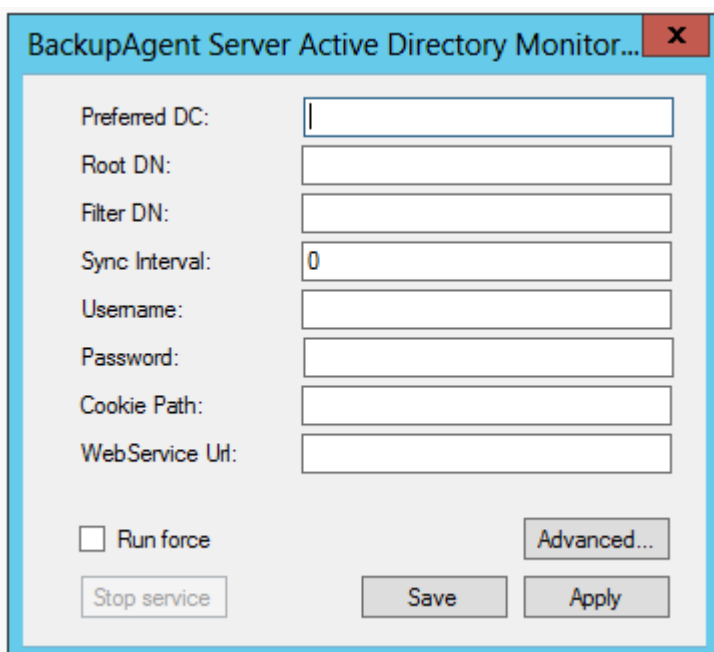 BackupAgent Server Active Directory Monitor... x
Preferred DC:
Root DN:
Filter DN:
Sync Interval: 0
Username:
Password:
Cookie Path:
WebService Url:
Run force Advanced...
Stop service Save Apply